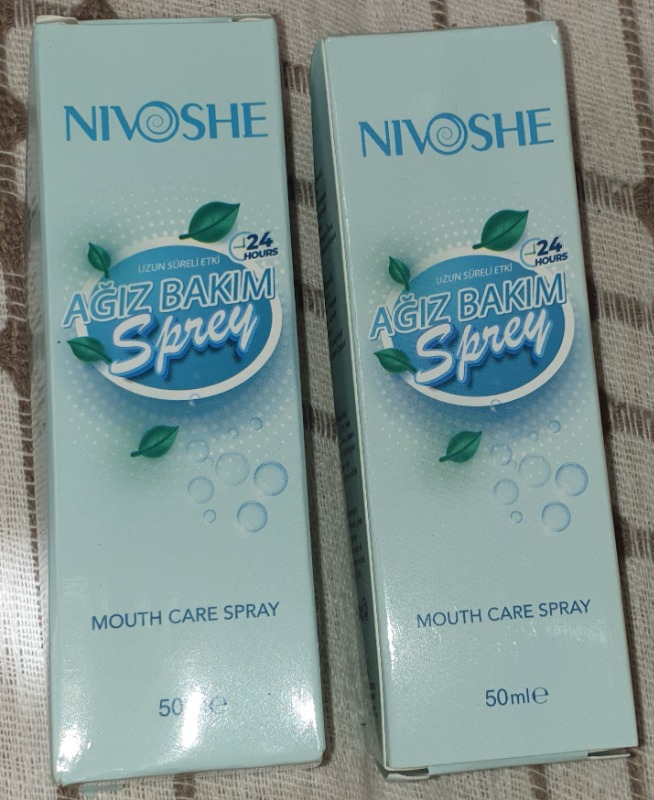 NIVOSHE
24
HOURS
UZUN SÜRELİ ETKİ
AĞIZ BAKIM
Sprey
MOUTH CARE SPRAY
NIVOSHE
24
HOURS
UZUN SÜRELİ ETKİ
AĞIZ BAKIM
Sprey
MOUTH CARE SPRAY
50mle